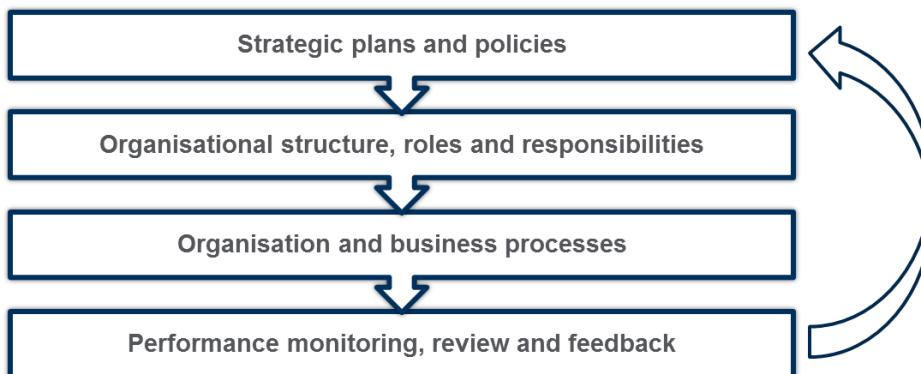 Strategic plans and policies
Organisational structure, roles and responsibilities
Organisation and business processes
Performance monitoring, review and feedback